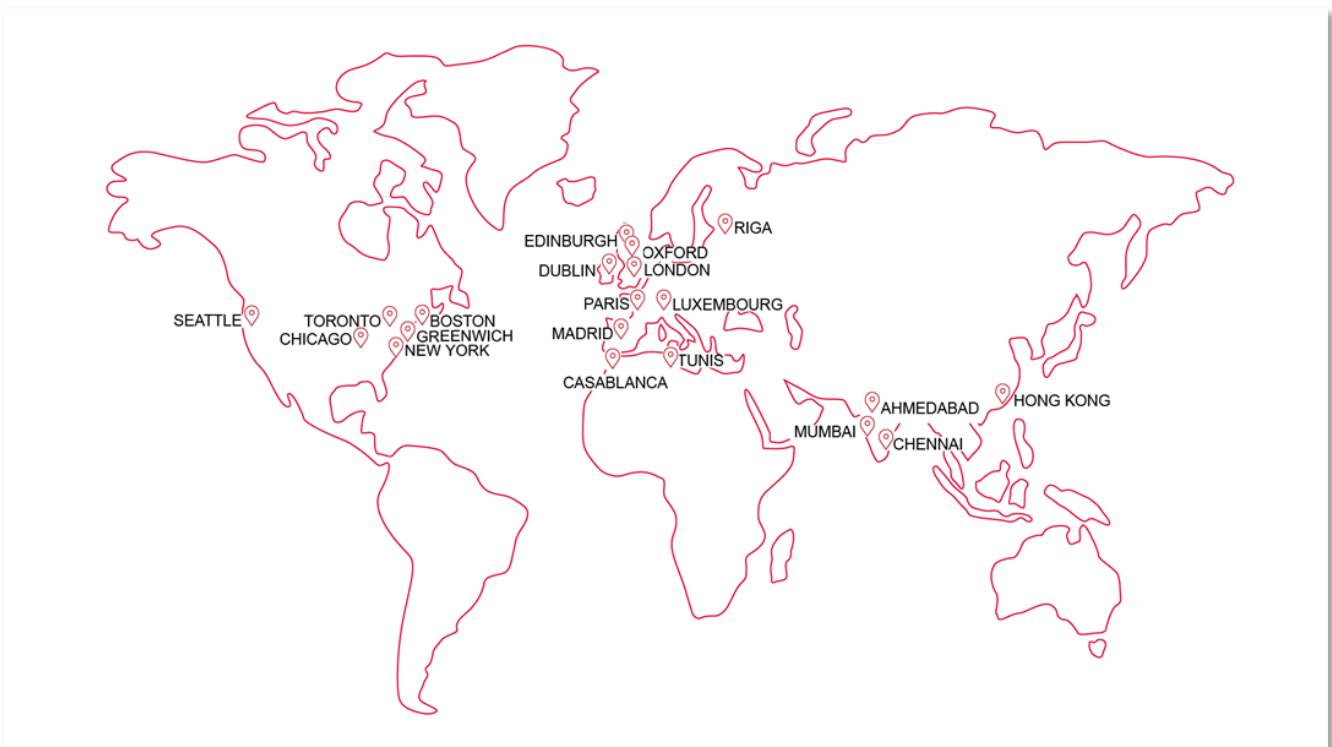 RIGA
EDINBURGH
OXFORD
DUBLIN
LONDON
PARIS
LUXEMBOURG
SEATTLE
TORONTO
BOSTON
MADRID
CHICAGO
GREENWICH
NEW YORK
TUNIS
CASABLANCA
HONG KONG
AHMEDABAD
MUMBAI
CHENNAI